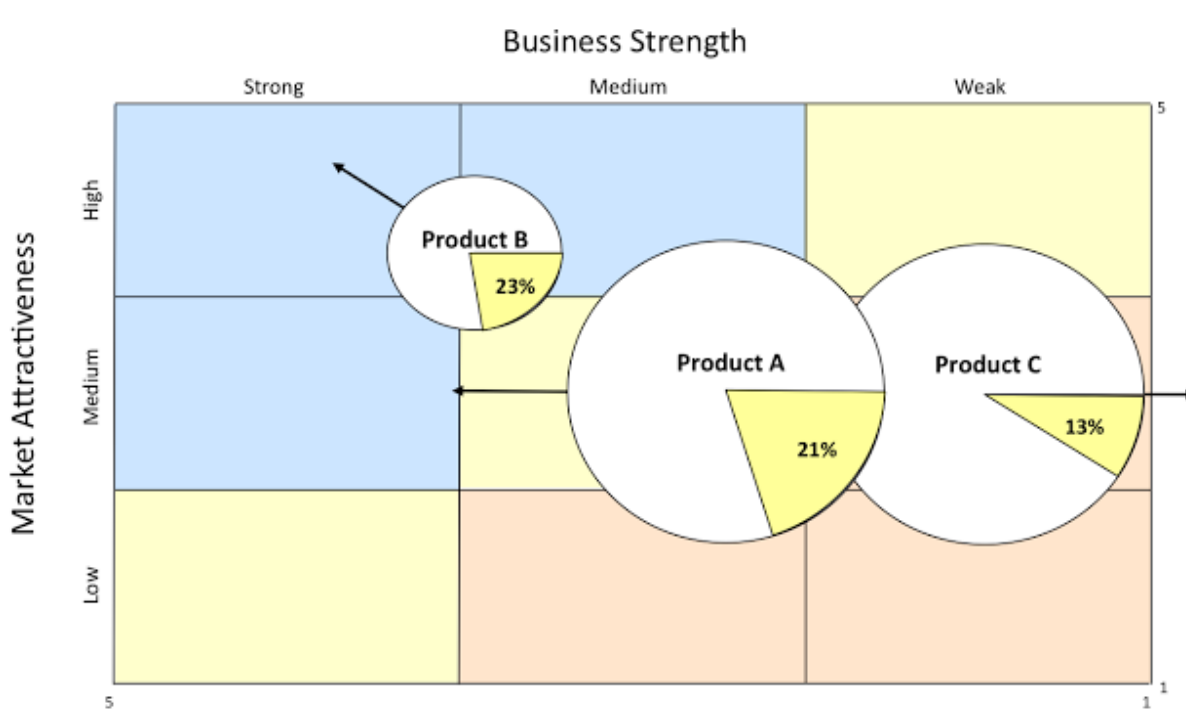 Business Strength
Strong Medium Weak
5
High
Product B
23%
Market Attractiveness
Medium
Product A
Product C
13%
21%
Low
1
5
1